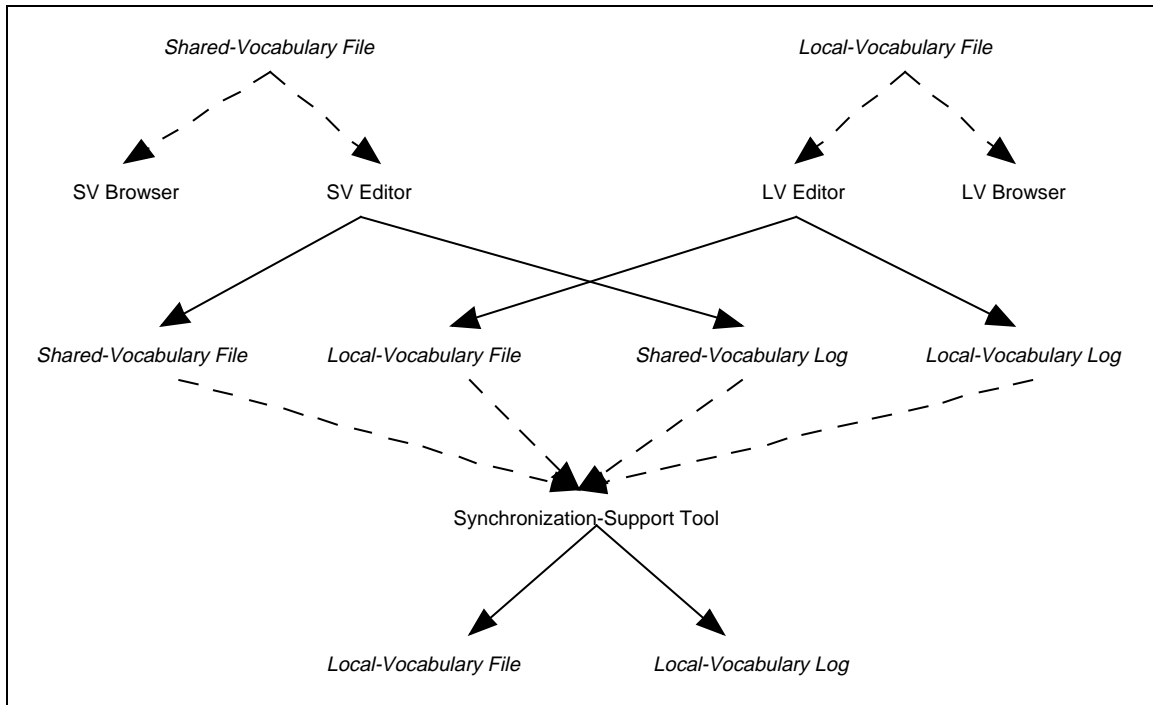 Shared-Vocabulary File
Local-Vocabulary File
SV Browser
SV Editor
LV Editor
LV Browser
Shared-Vocabulary File
Local-Vocabulary File
Shared-Vocabulary Log
Local-Vocabulary Log
Synchronization-Support Tool
Local-Vocabulary File
Local-Vocabulary Log